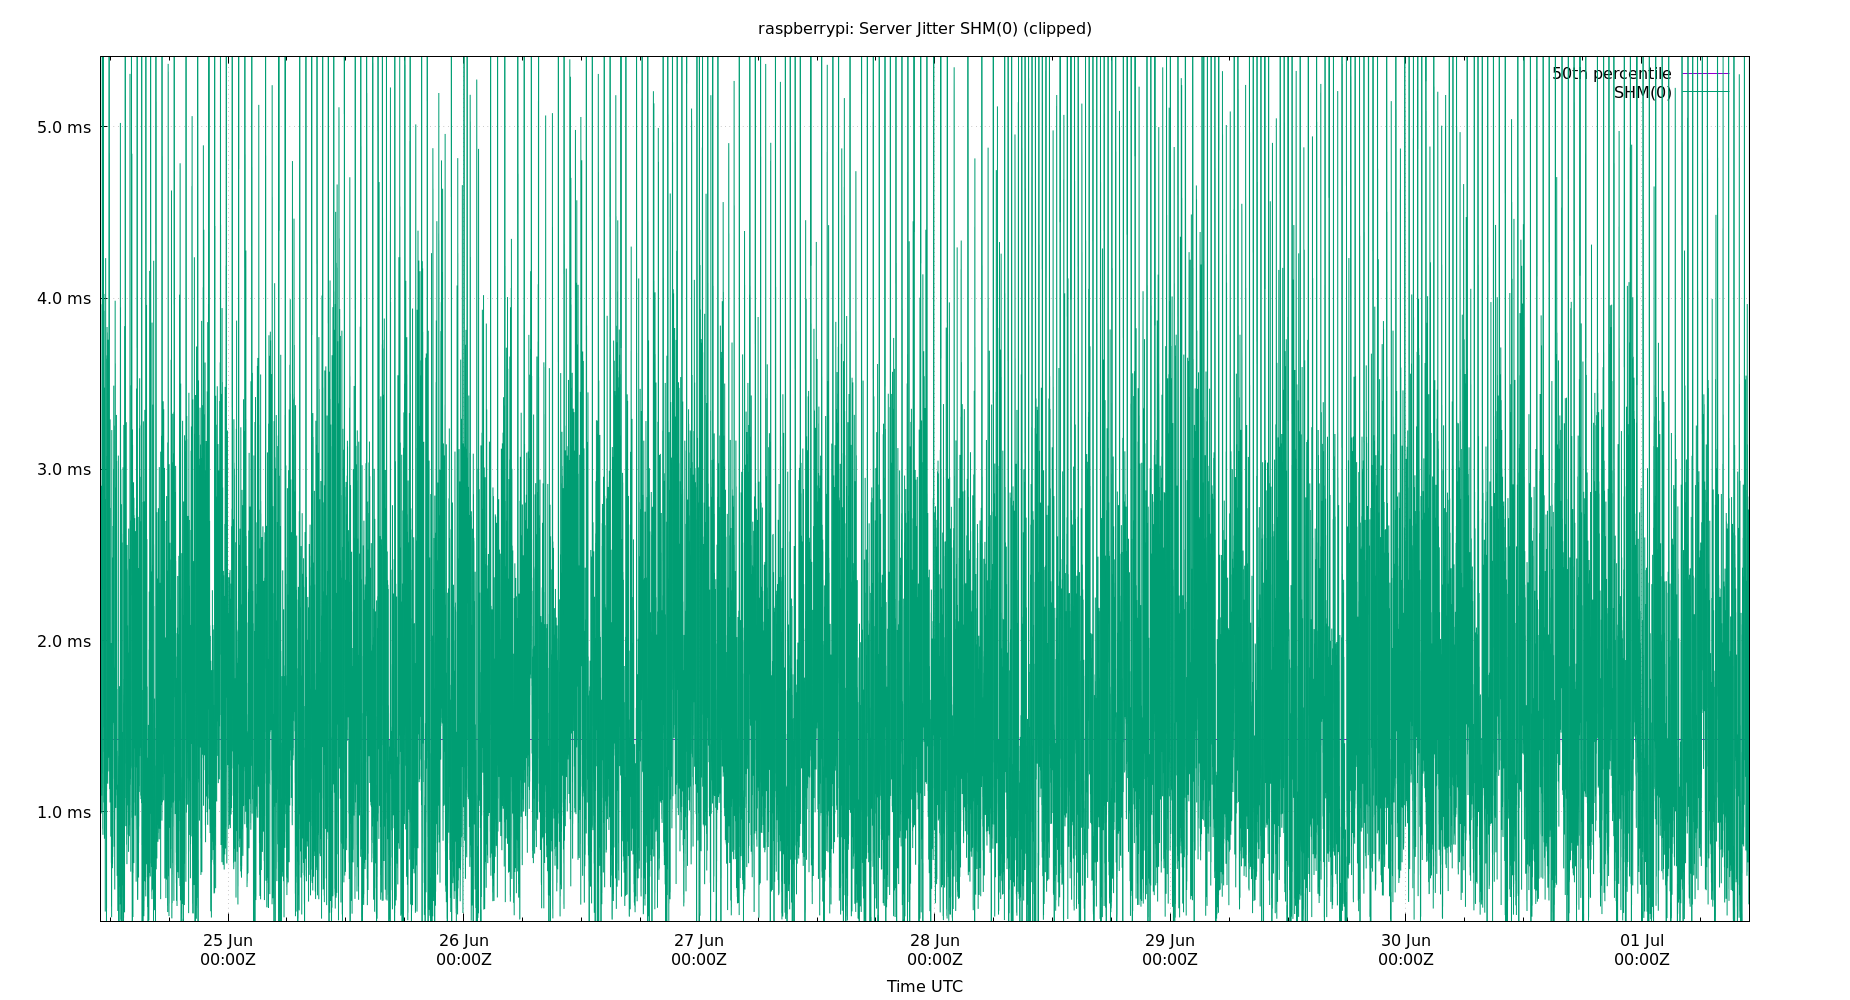 raspberrypi: Server Jitter SHM(0) (clipped)
50th percentile
SHM(0)
5.0 ms
4.0 ms
3.0 ms
2.0 ms
1.0 ms
25 Jun 26 Jun 27 Jun 28 Jun 29 Jun 30 Jun 01 Jul
00:00Z 00:00Z 00:00Z 00:00Z 00:00Z 00:00Z 00:00Z
Time UTC